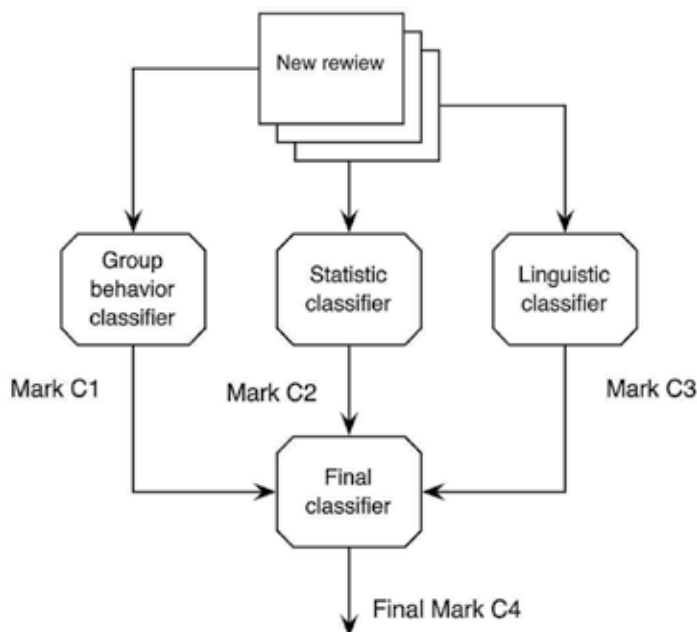 New rewiew
Group
behavior
classifier
Statistic
classifier
Linguistic
classifier
Mark C1
Mark C2
Mark C3
Final
classifier
Final Mark C4